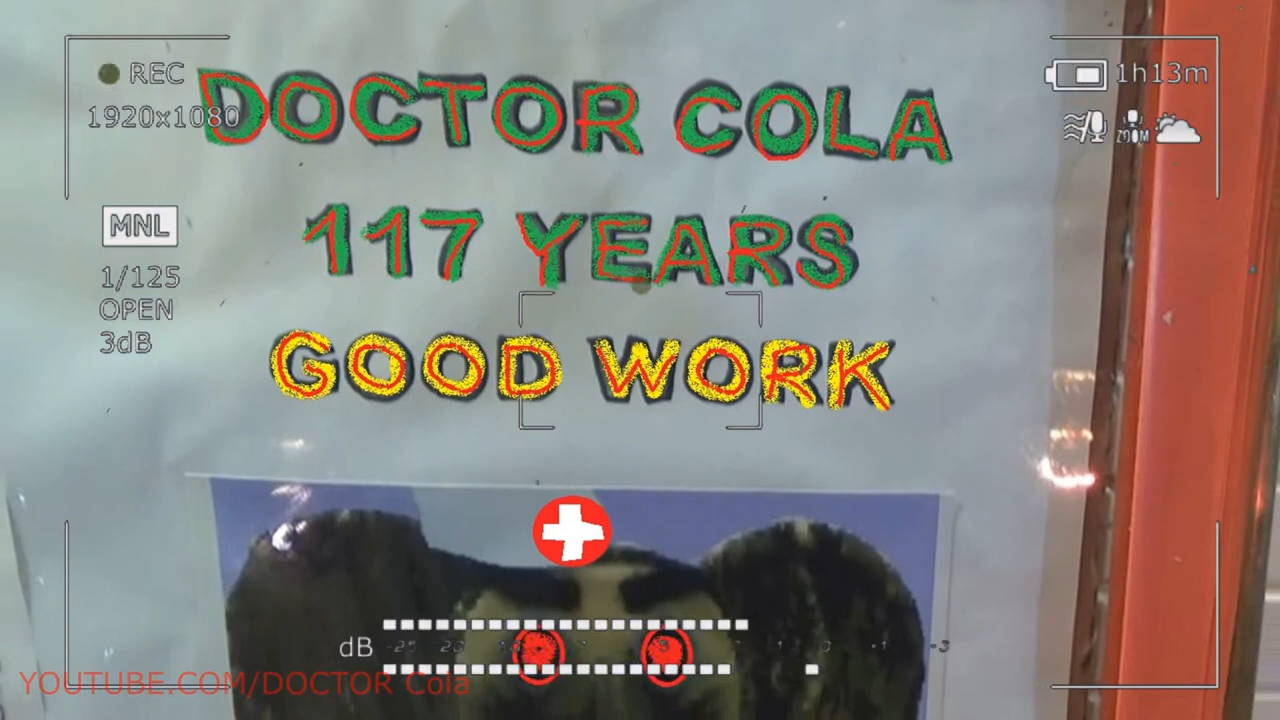 REC
1920x1080
1h13m
ZOOM
DOCTOR COLA
117 YEARS
GOOD WORK
MNL
1/125
OPEN
3dB
dB
YOUTUBE.COM/DOCTOR Cola